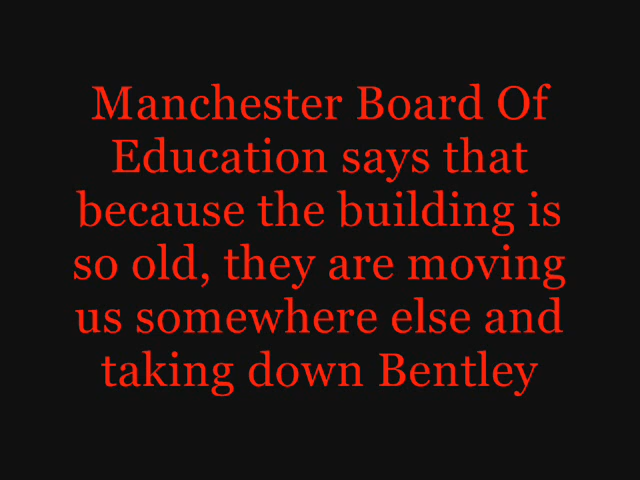 Manchester Board Of
Education says that
because the building is
so old, they are moving
us somewhere else and
taking down Bentley